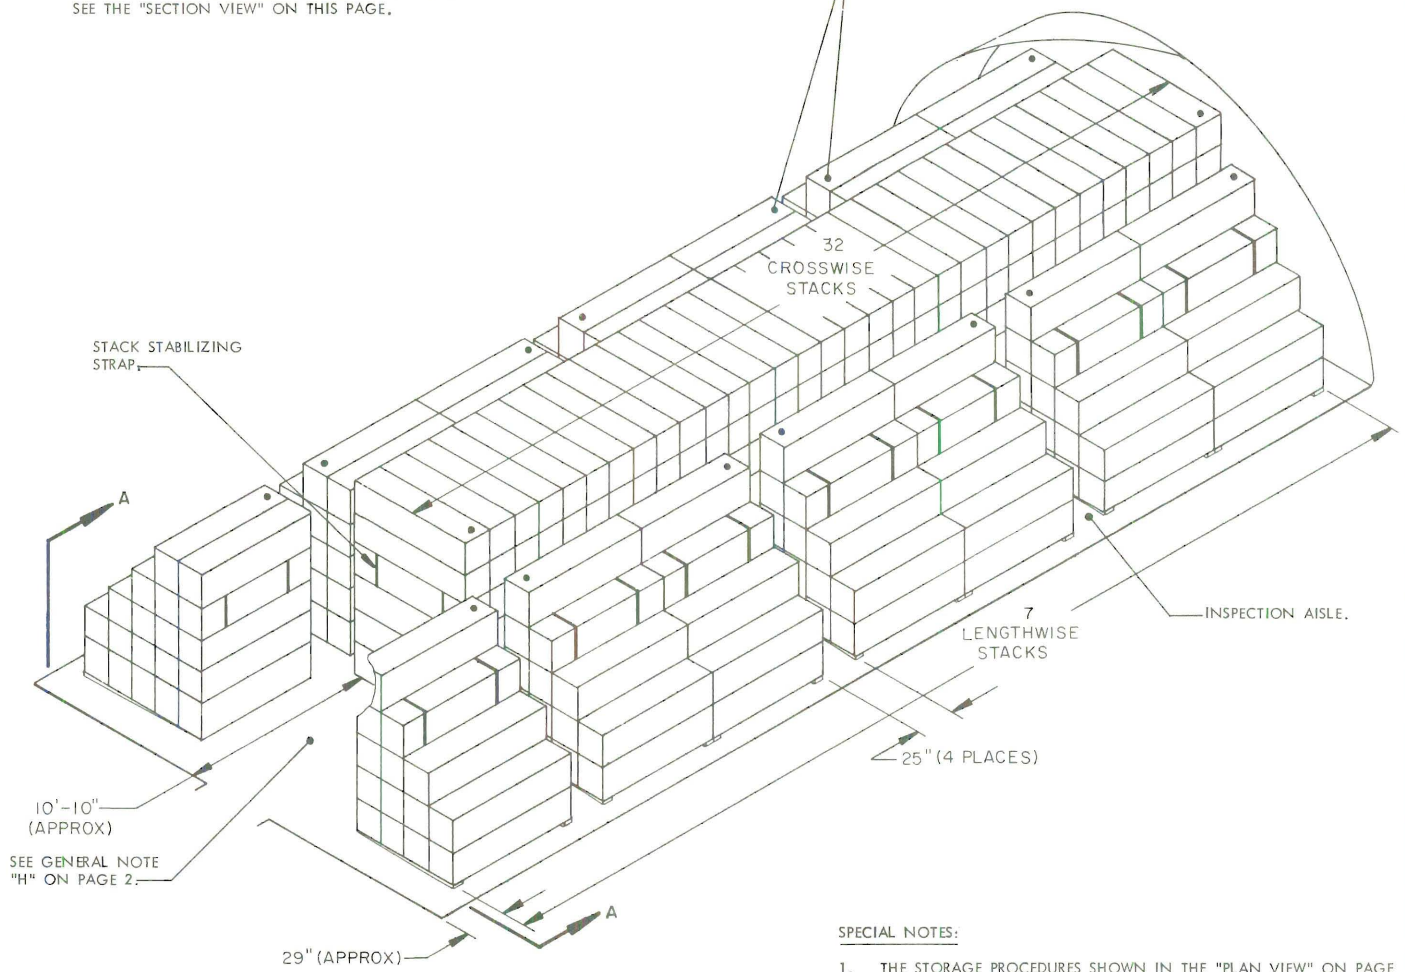 SEE THE "SECTION VIEW" ON THIS PAGE.
32
CROSSWISE
STACKS
STACK STABILIZING
STRAP.
A
INSPECTION AISLE.
7
LENGTHWISE
STACKS
25" (4 PLACES)
10'-10"
(APPROX)
SEE GENERAL NOTE
"H" ON PAGE 2.
A
29" (APPROX)
SPECIAL NOTES:
1. THE STORAGE PROCEDURES SHOWN IN THE "PLAN VIEW" ON PAGE